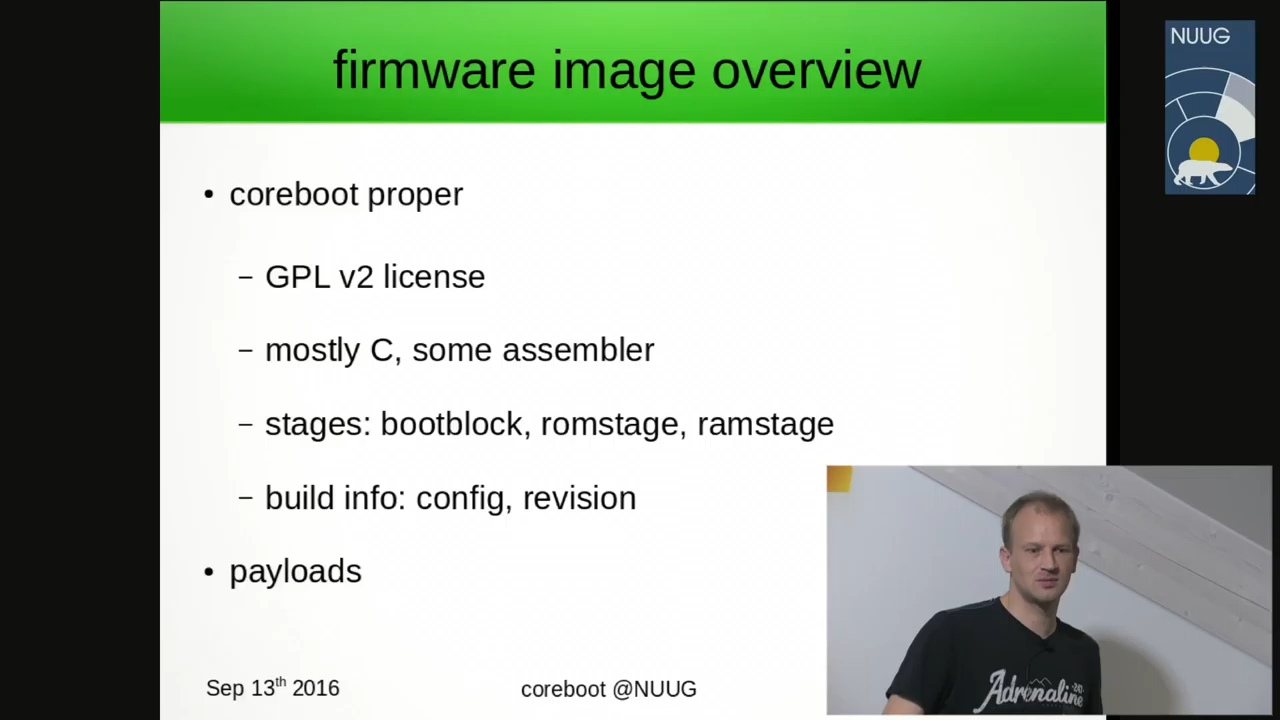 firmware image overview
NUUG
• coreboot proper
– GPL v2 license
– mostly C, some assembler
– stages: bootblock, romstage, ramstage
– build info: config, revision
• payloads
Adrenaline
Sep 13th 2016
coreboot @NUUG